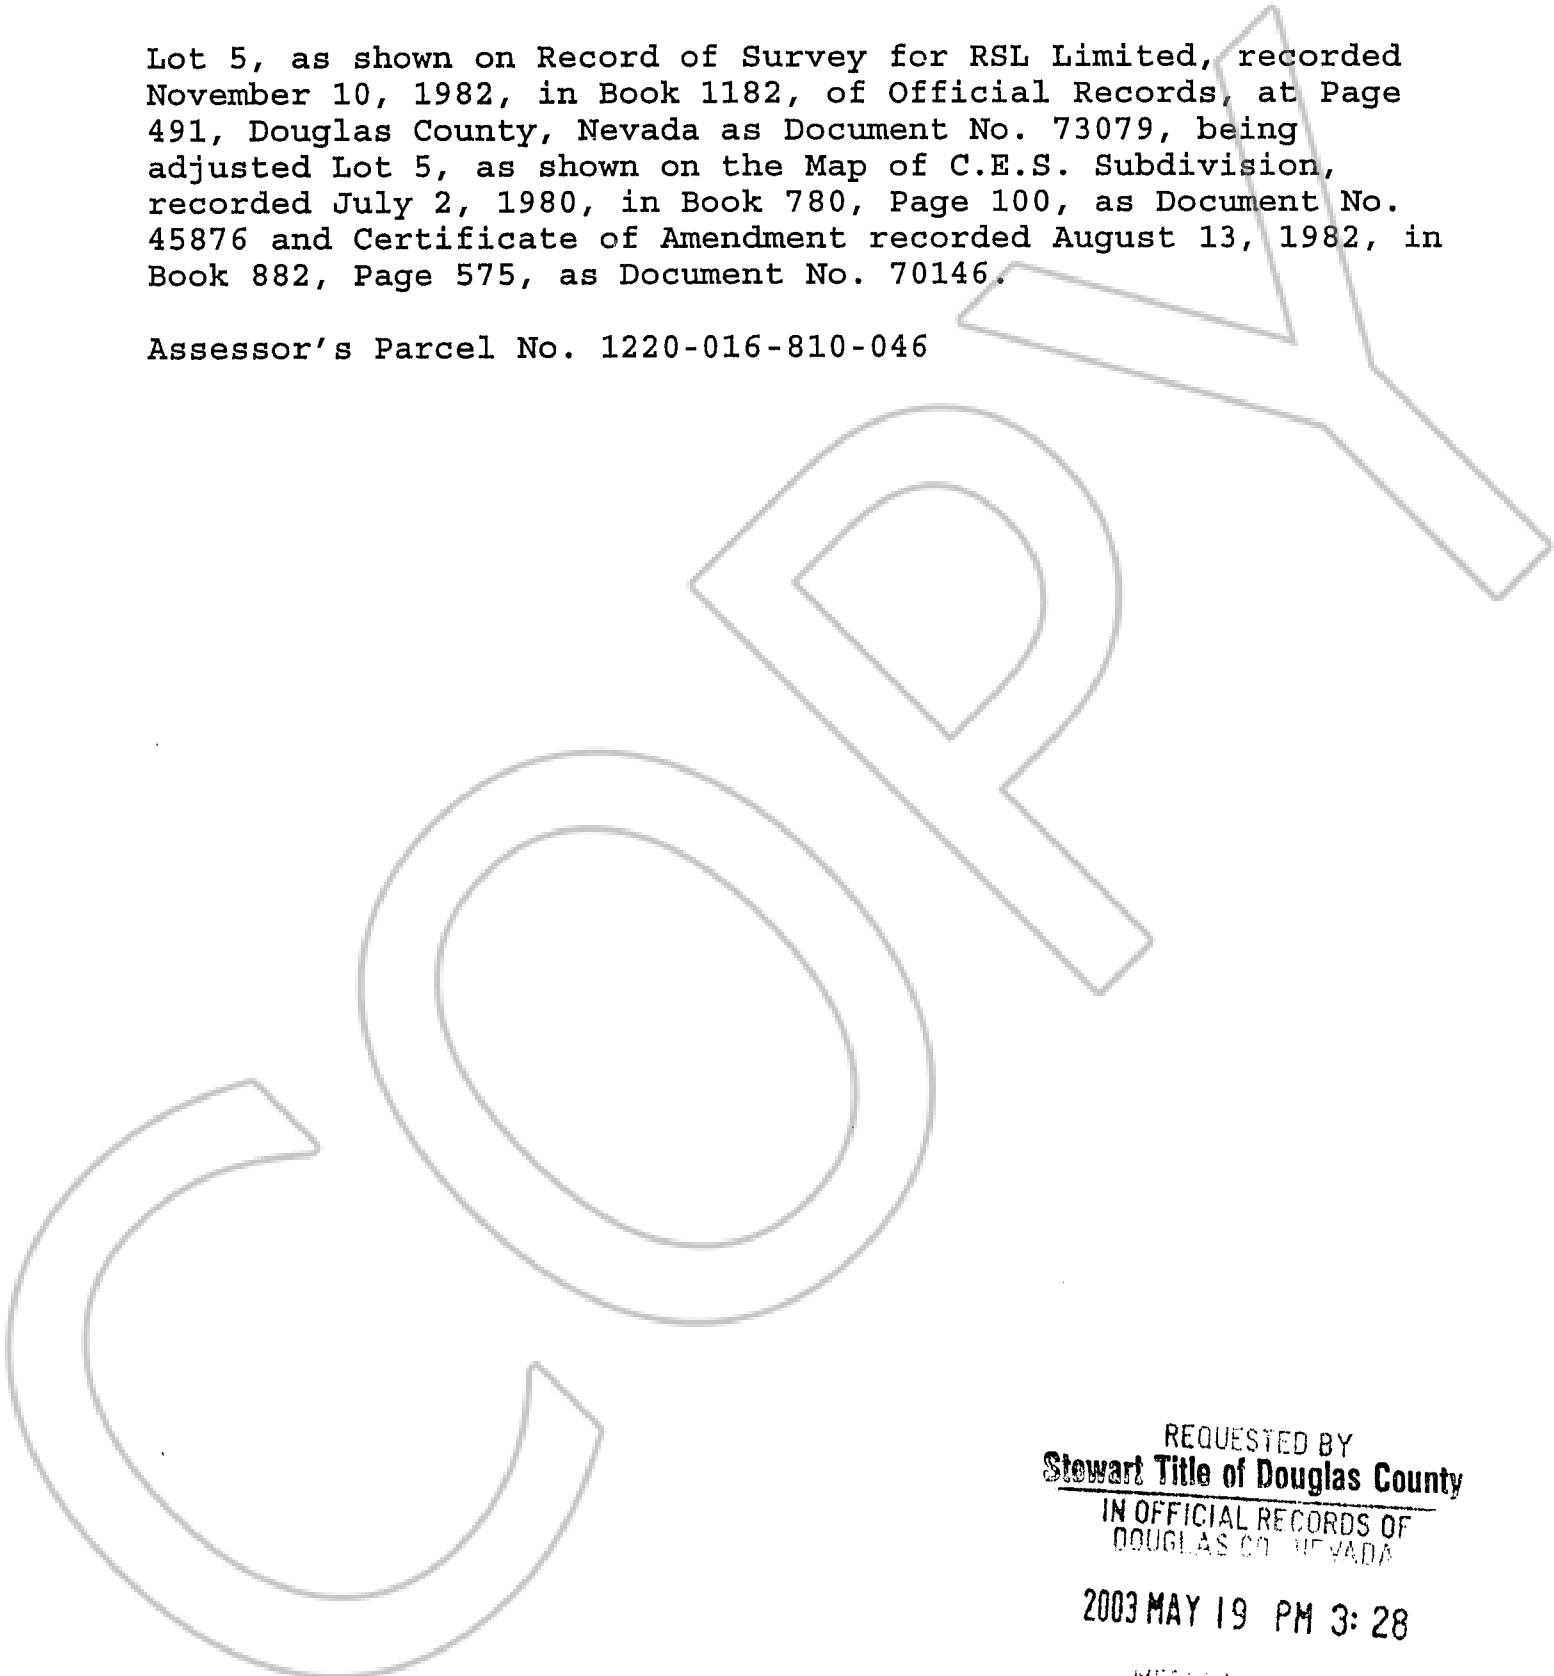 Lot 5, as shown on Record of Survey for RSL Limited, recorded
November 10, 1982, in Book 1182, of Official Records, at Page
491, Douglas County, Nevada as Document No. 73079, being
adjusted Lot 5, as shown on the Map of C.E.S. Subdivision,
recorded July 2, 1980, in Book 780, Page 100, as Document No.
45876 and Certificate of Amendment recorded August 13, 1982, in
Book 882, Page 575, as Document No. 70146.
Assessor's Parcel No. 1220-016-810-046
COPY
REQUESTED BY
Stewart Title of Douglas County
IN OFFICIAL RECORDS OF
DOUGLAS CO NEVADA
2003 MAY 19 PM 3: 28